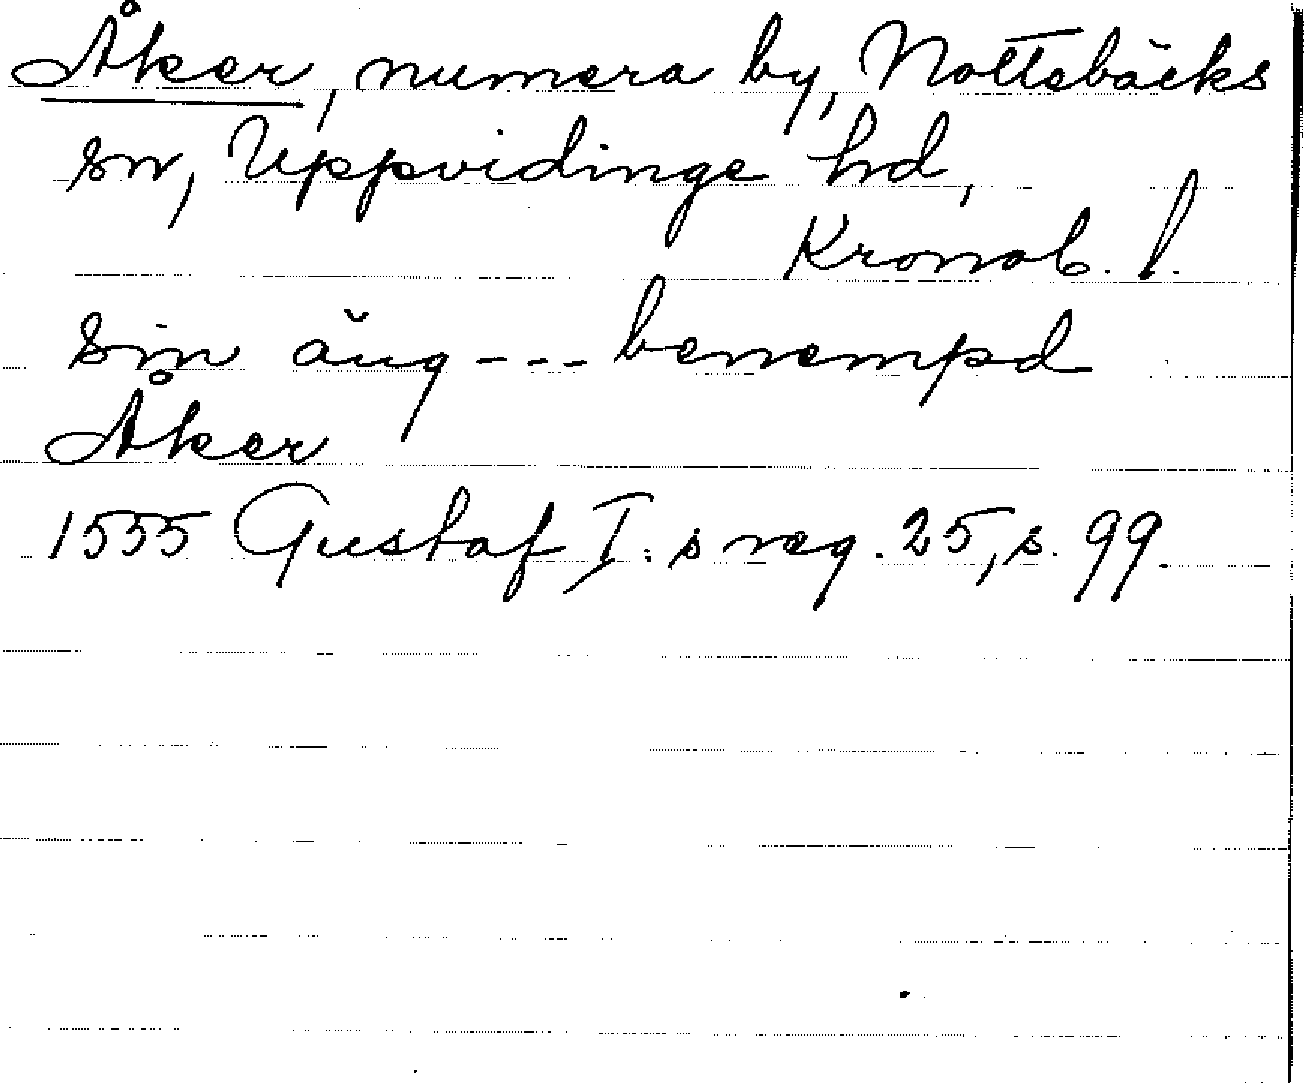 Åker, numera by, Nottebäcks
sn, Uppvidinge hd,
Kronob. l.
sin äng --- benempd
Åker
1555 Gustaf I:s reg. 25, s. 99.